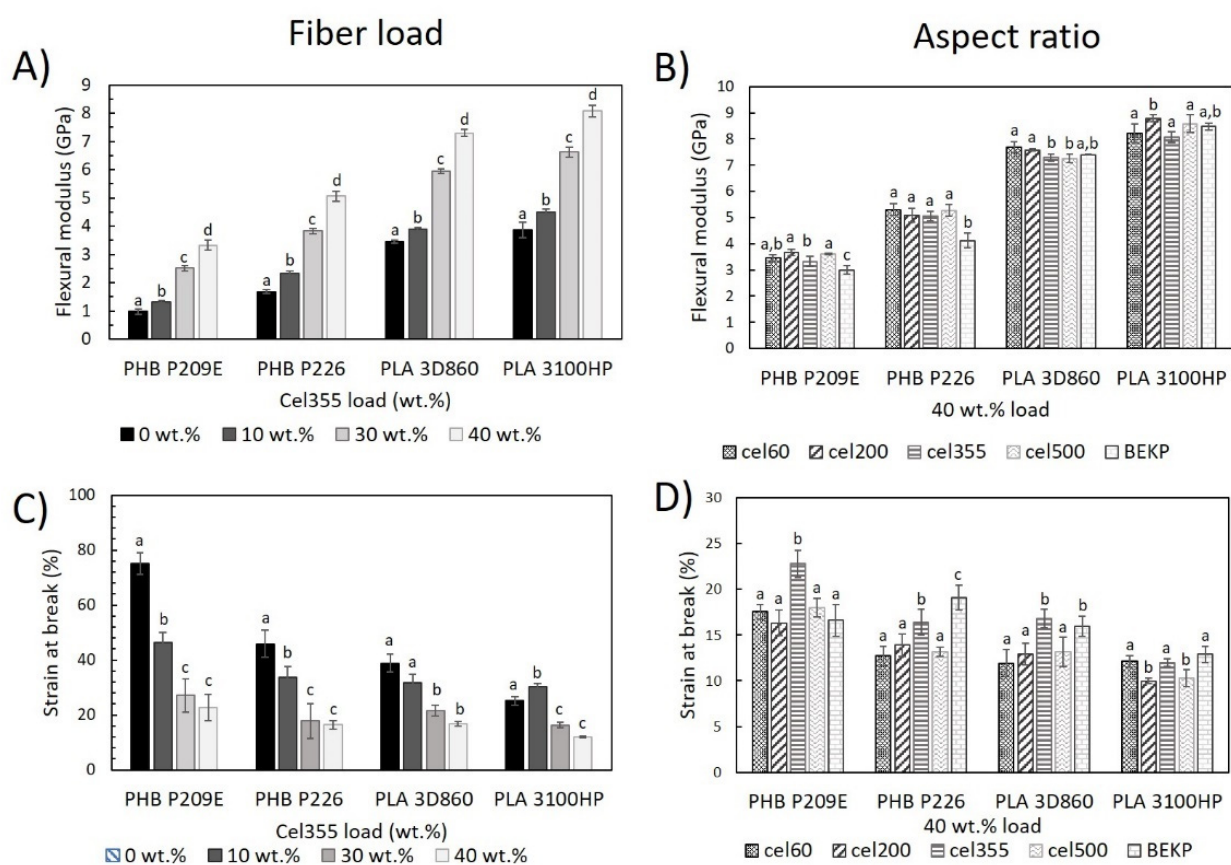 Fiber load
Aspect ratio
A)
Flexural modulus (GPa)
9
8
7
6
5
4
3
2
1
0
a b c d
a b c d
a b c d
a b c d
PHB P209E PHB P226 PLA 3D860 PLA 3100HP
Cel355 load (wt.%)
0 wt.% 10 wt.% 30 wt.% 40 wt.%
B)
Flexural modulus (GPa)
10
9
8
7
6
5
4
3
2
1
0
a,b a b a c
a a a a b
a a b b a,b
a b a a a,b
PHB P209E PHB P226 PLA 3D860 PLA 3100HP
40 wt.% load
cel60 cel200 cel355 cel500 BEKP
C)
Strain at break (%)
100
80
60
40
20
0
a b c c
a b c c
a a b b
a b c c
PHB P209E PHB P226 PLA 3D860 PLA 3100HP
Cel355 load (wt.%)
0 wt.% 10 wt.% 30 wt.% 40 wt.%
D)
Strain at break (%)
30
25
20
15
10
5
0
a a b a a
a a b a c
a a b a b
a b a b a
PHB P209E PHB P226 PLA 3D860 PLA 3100HP
40 wt.% load
cel60 cel200 cel355 cel500 BEKP